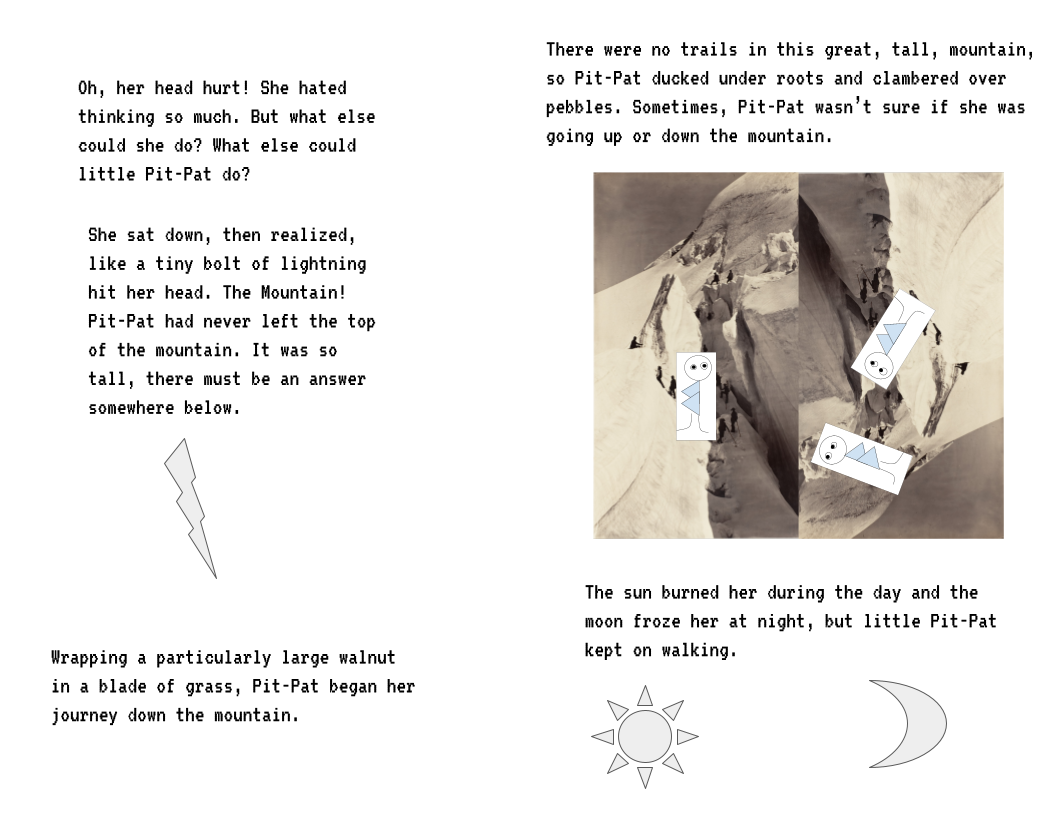 Oh, her head hurt! She hated
thinking so much. But what else
could she do? What else could
little Pit-Pat do?
She sat down, then realized,
like a tiny bolt of lightning
hit her head. The Mountain!
Pit-Pat had never left the top
of the mountain. It was so
tall, there must be an answer
somewhere below.
Wrapping a particularly large walnut
in a blade of grass, Pit-Pat began her
journey down the mountain.
There were no trails in this great, tall, mountain,
so Pit-Pat ducked under roots and clambered over
pebbles. Sometimes, Pit-Pat wasn’t sure if she was
going up or down the mountain.
The sun burned her during the day and the
moon froze her at night, but little Pit-Pat
kept on walking.